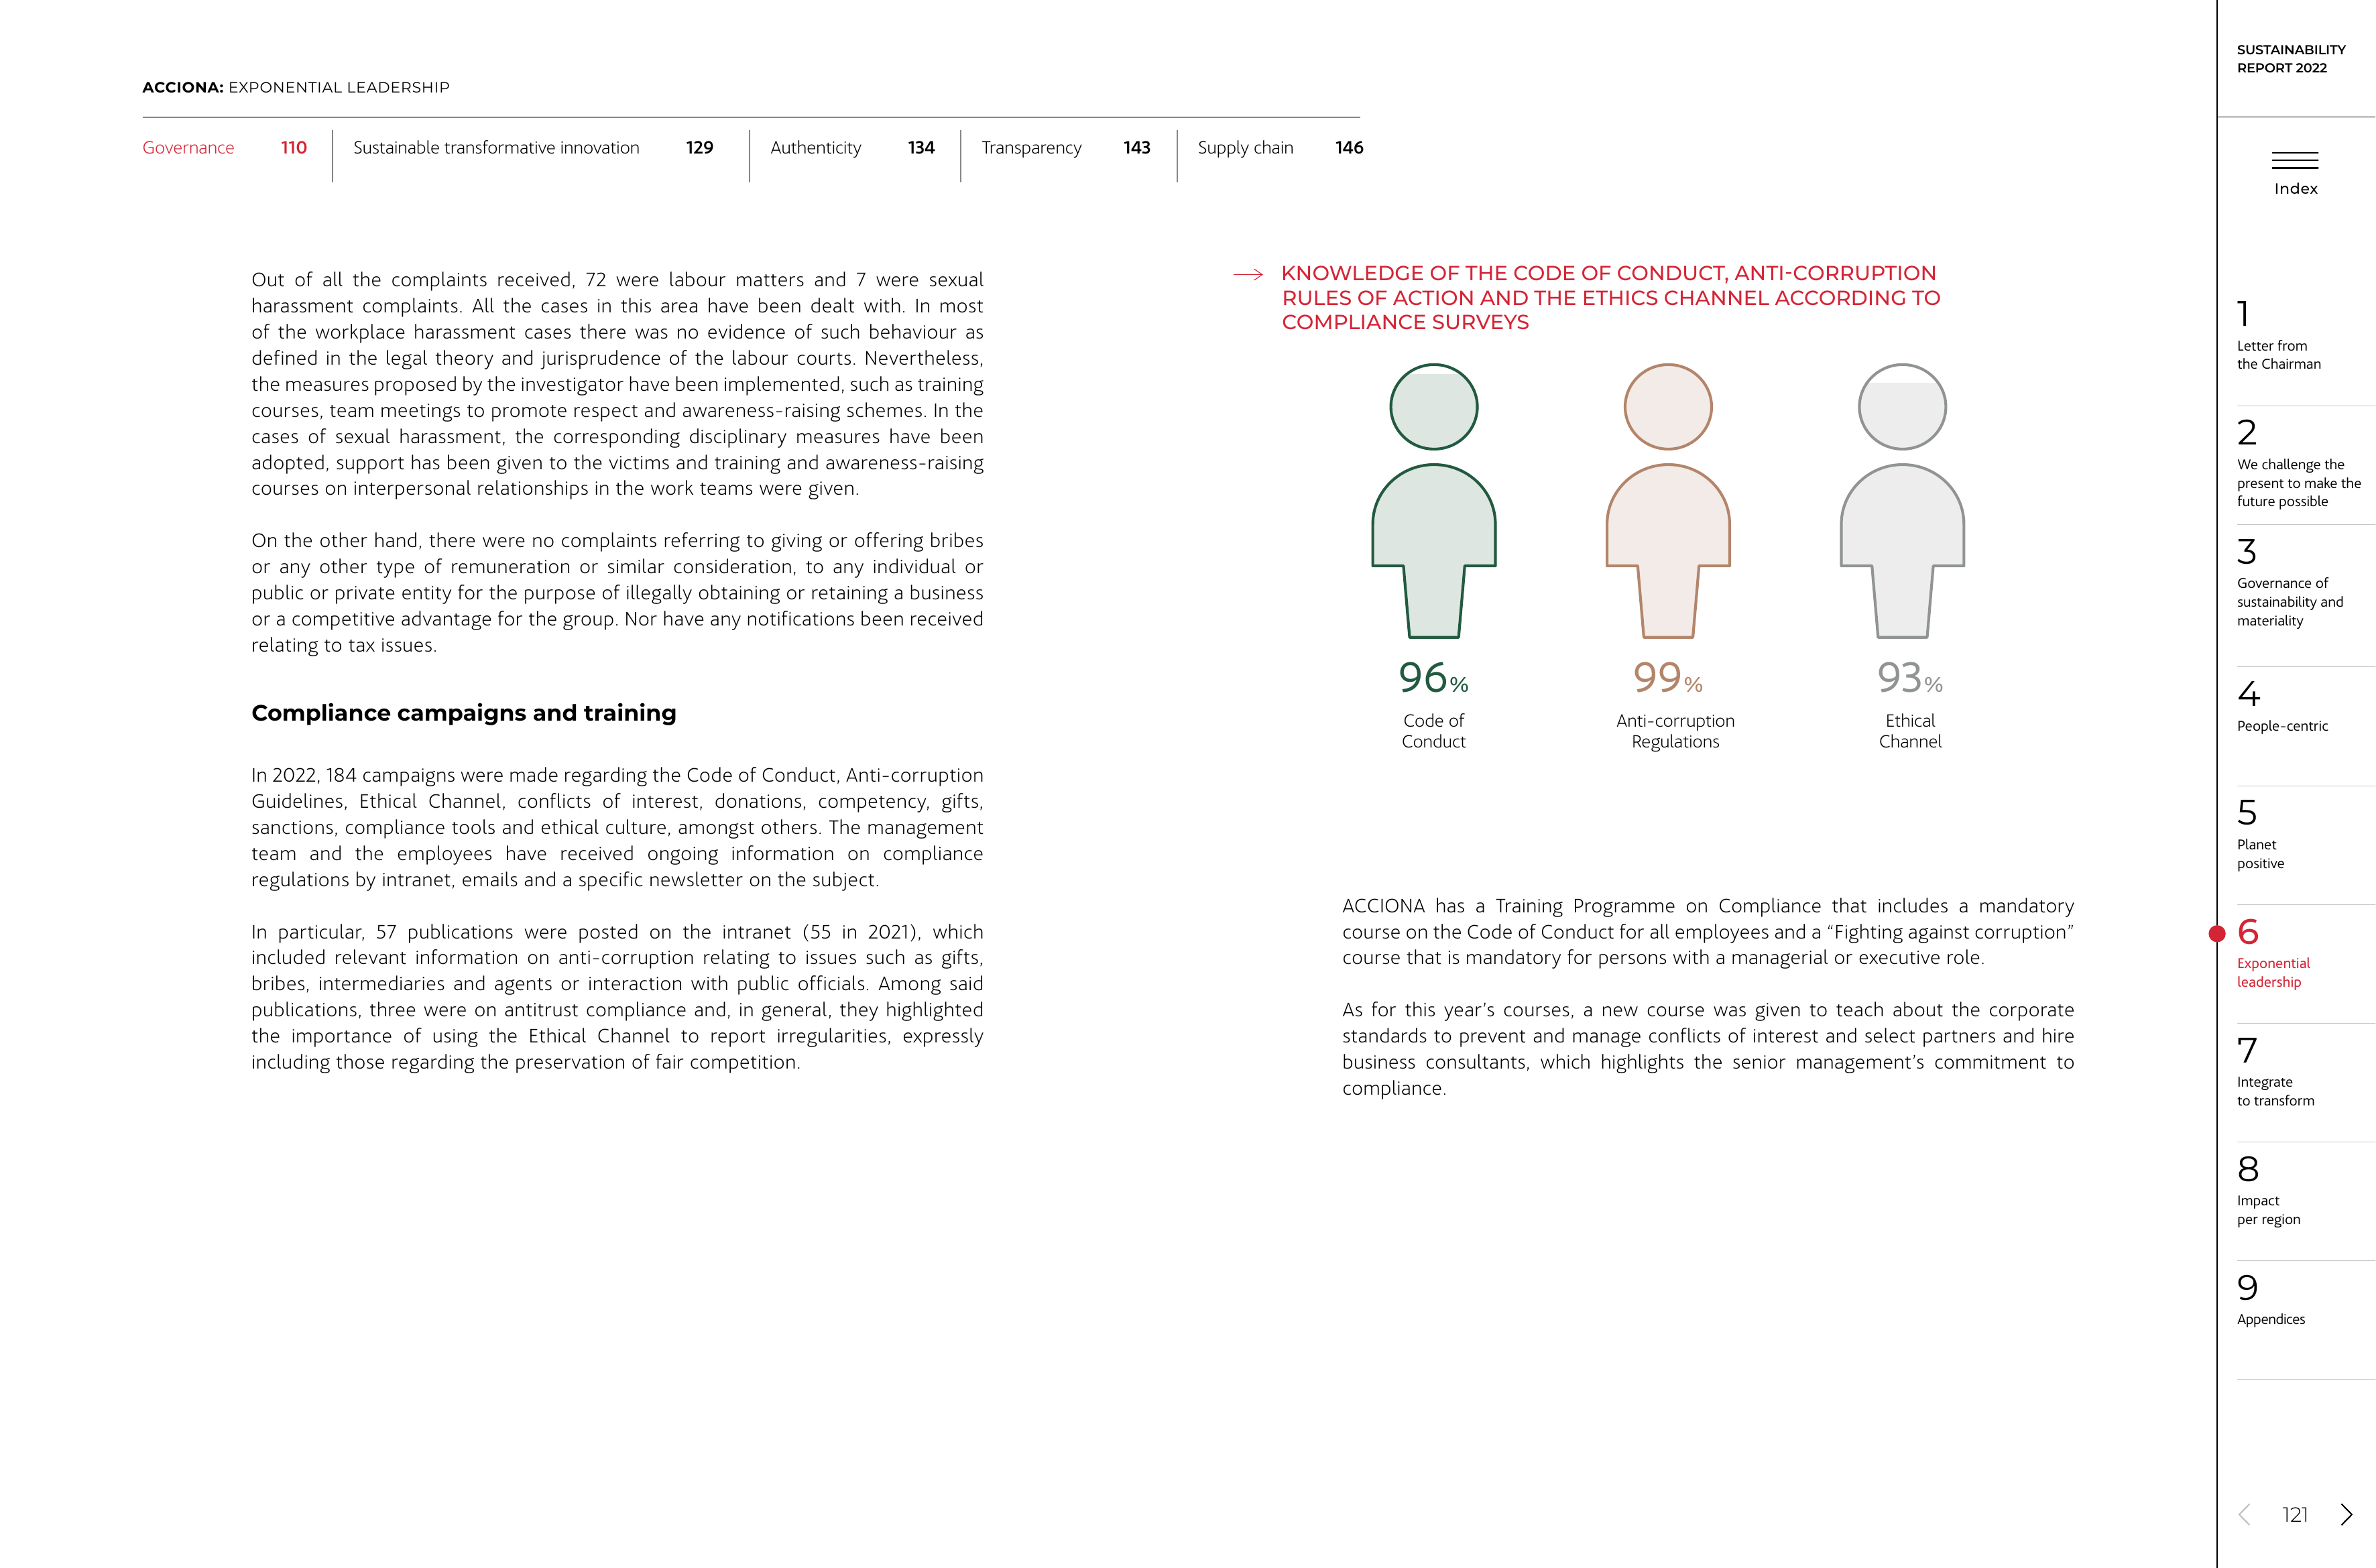 ACCIONA: EXPONENTIAL LEADERSHIP
Governance 110 Sustainable transformative innovation 129 Authenticity 134 Transparency 143 Supply chain 146
Out of all the complaints received, 72 were labour matters and 7 were sexual
harassment complaints. All the cases in this area have been dealt with. In most
of the workplace harassment cases there was no evidence of such behaviour as
defined in the legal theory and jurisprudence of the labour courts. Nevertheless,
the measures proposed by the investigator have been implemented, such as training
courses, team meetings to promote respect and awareness-raising schemes. In the
cases of sexual harassment, the corresponding disciplinary measures have been
adopted, support has been given to the victims and training and awareness-raising
courses on interpersonal relationships in the work teams were given.
On the other hand, there were no complaints referring to giving or offering bribes
or any other type of remuneration or similar consideration, to any individual or
public or private entity for the purpose of illegally obtaining or retaining a business
or a competitive advantage for the group. Nor have any notifications been received
relating to tax issues.
Compliance campaigns and training
In 2022, 184 campaigns were made regarding the Code of Conduct, Anti-corruption
Guidelines, Ethical Channel, conflicts of interest, donations, competency, gifts,
sanctions, compliance tools and ethical culture, amongst others. The management
team and the employees have received ongoing information on compliance
regulations by intranet, emails and a specific newsletter on the subject.
In particular, 57 publications were posted on the intranet (55 in 2021), which
included relevant information on anti-corruption relating to issues such as gifts,
bribes, intermediaries and agents or interaction with public officials. Among said
publications, three were on antitrust compliance and, in general, they highlighted
the importance of using the Ethical Channel to report irregularities, expressly
including those regarding the preservation of fair competition.
KNOWLEDGE OF THE CODE OF CONDUCT, ANTI-CORRUPTION
RULES OF ACTION AND THE ETHICS CHANNEL ACCORDING TO
COMPLIANCE SURVEYS
96%
Code of
Conduct
99%
Anti-corruption
Regulations
93%
Ethical
Channel
ACCIONA has a Training Programme on Compliance that includes a mandatory
course on the Code of Conduct for all employees and a “Fighting against corruption”
course that is mandatory for persons with a managerial or executive role.
As for this year’s courses, a new course was given to teach about the corporate
standards to prevent and manage conflicts of interest and select partners and hire
business consultants, which highlights the senior management’s commitment to
compliance.
SUSTAINABILITY
REPORT 2022
Index
1
Letter from
the Chairman
2
We challenge the
present to make the
future possible
3
Governance of
sustainability and
materiality
4
People-centric
5
Planet
positive
6
Exponential
leadership
7
Integrate
to transform
8
Impact
per region
9
Appendices
121